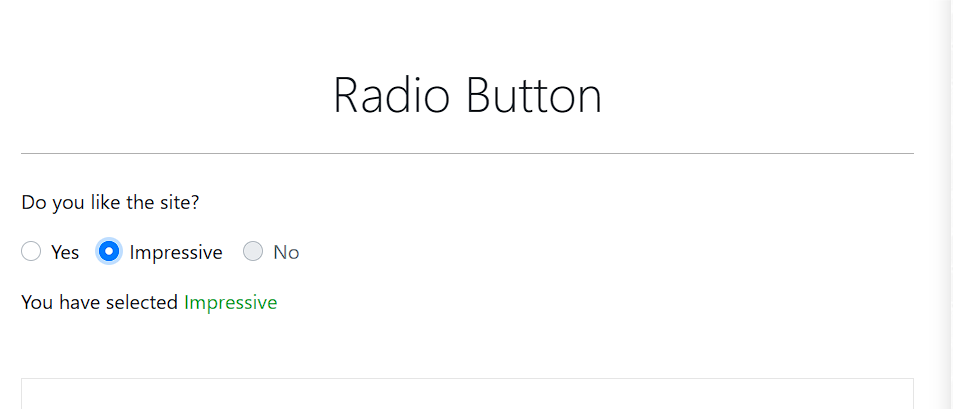 Radio Button
Do you like the site?
Yes Impressive No
You have selected Impressive